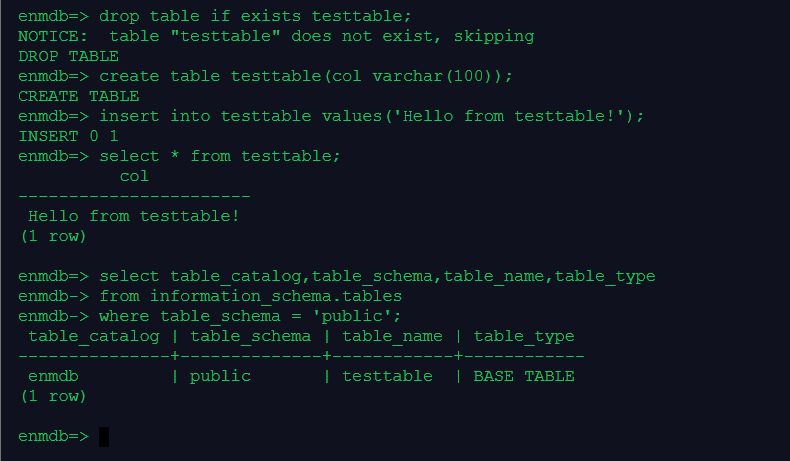 enmdb=> drop table if exists testtable;
NOTICE:  table "testtable" does not exist, skipping
DROP TABLE
enmdb=> create table testtable(col varchar(100));
CREATE TABLE
enmdb=> insert into testtable values('Hello from testtable!');
INSERT 0 1
enmdb=> select * from testtable;
          col
-----------------------
 Hello from testtable!
(1 row)

enmdb=> select table_catalog,table_schema,table_name,table_type
enmdb-> from information_schema.tables
enmdb-> where table_schema = 'public';
 table_catalog | table_schema | table_name | table_type
---------------+--------------+------------+------------
 enmdb         | public       | testtable  | BASE TABLE
(1 row)

enmdb=>